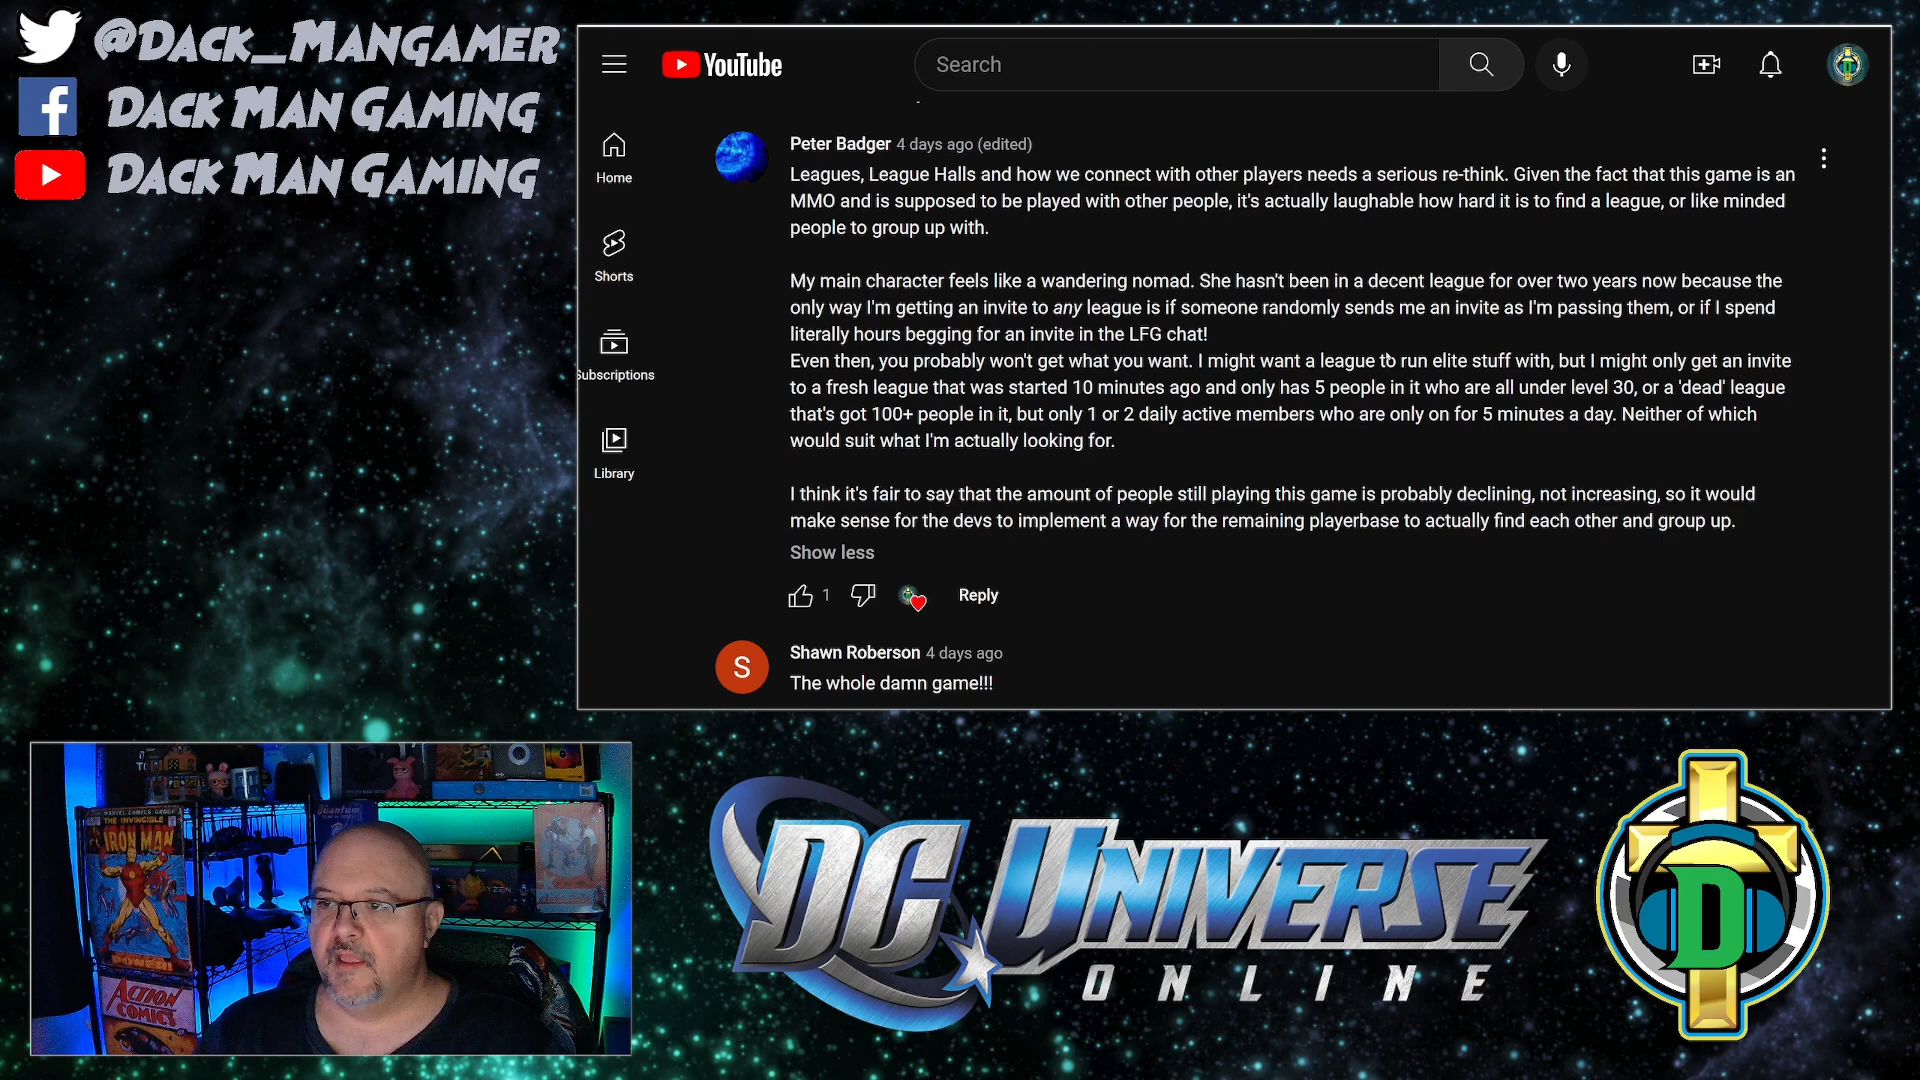 @Dack_Mangamer
Dack Man Gaming
Dack Man Gaming
YouTube
Search
Home
Shorts
Subscriptions
Library
Peter Badger 4 days ago (edited)
Leagues, League Halls and how we connect with other players needs a serious re-think. Given the fact that this game is an
MMO and is supposed to be played with other people, it's actually laughable how hard it is to find a league, or like minded
people to group up with.
My main character feels like a wandering nomad. She hasn't been in a decent league for over two years now because the
only way I'm getting an invite to any league is if someone randomly sends me an invite as I'm passing them, or if I spend
literally hours begging for an invite in the LFG chat!
Even then, you probably won't get what you want. I might want a league to run elite stuff with, but I might only get an invite
to a fresh league that was started 10 minutes ago and only has 5 people in it who are all under level 30, or a 'dead' league
that's got 100+ people in it, but only 1 or 2 daily active members who are only on for 5 minutes a day. Neither of which
would suit what I'm actually looking for.
I think it's fair to say that the amount of people still playing this game is probably declining, not increasing, so it would
make sense for the devs to implement a way for the remaining playerbase to actually find each other and group up.
Show less
1
Reply
S
Shawn Roberson 4 days ago
The whole damn game!!!
MARVEL COMICS GROUP
THE INVINCIBLE
IRON MAN
ACTION
COMICS
DC Universe
ONLINE
D